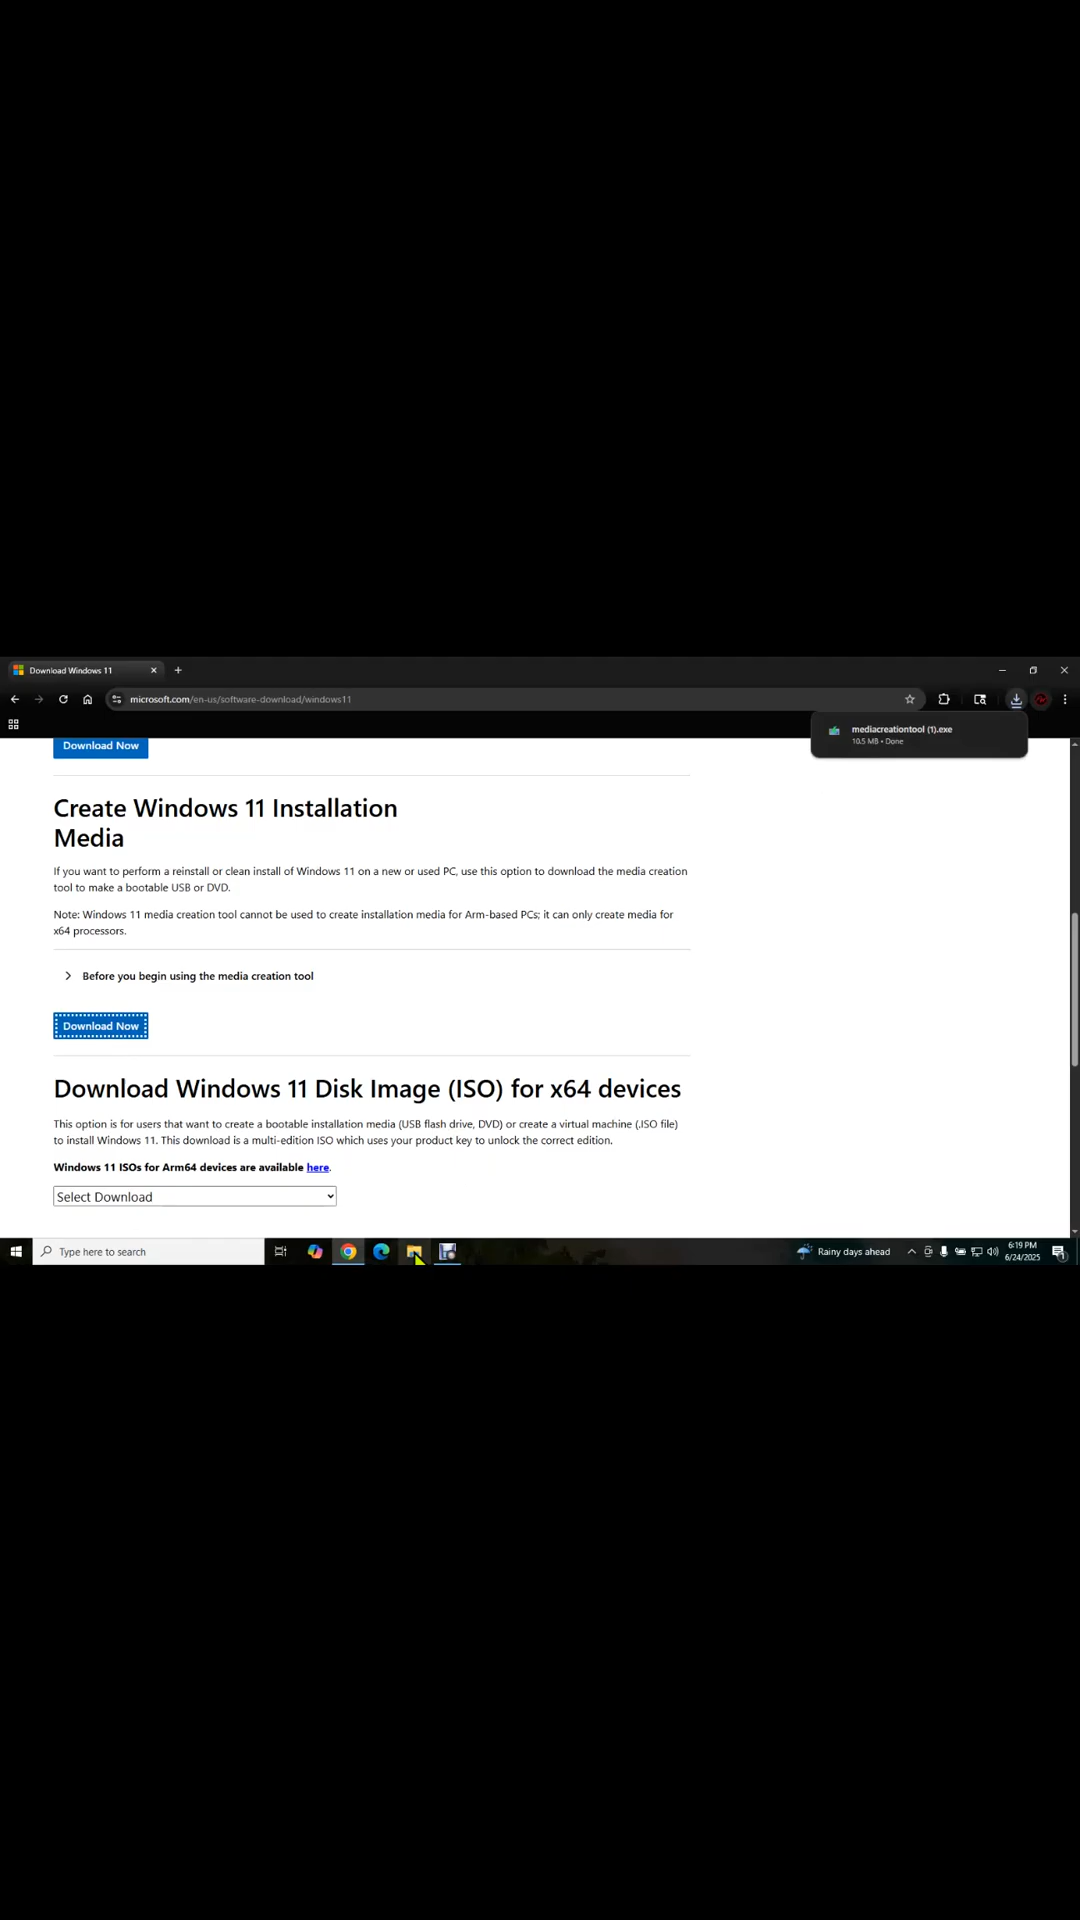 Download Windows 11
microsoft.com/en-us/software-download/windows11
mediacreationtool (1).exe
10.5 MB • Done
Download Now
Create Windows 11 Installation
Media
If you want to perform a reinstall or clean install of Windows 11 on a new or used PC, use this option to download the media creation
tool to make a bootable USB or DVD.
Note: Windows 11 media creation tool cannot be used to create installation media for Arm-based PCs; it can only create media for
x64 processors.
Before you begin using the media creation tool
Download Now
Download Windows 11 Disk Image (ISO) for x64 devices
This option is for users that want to create a bootable installation media (USB flash drive, DVD) or create a virtual machine (.ISO file)
to install Windows 11. This download is a multi-edition ISO which uses your product key to unlock the correct edition.
Windows 11 ISOs for Arm64 devices are available here.
Select Download
Type here to search
Rainy days ahead
6:19 PM
6/24/2025
1